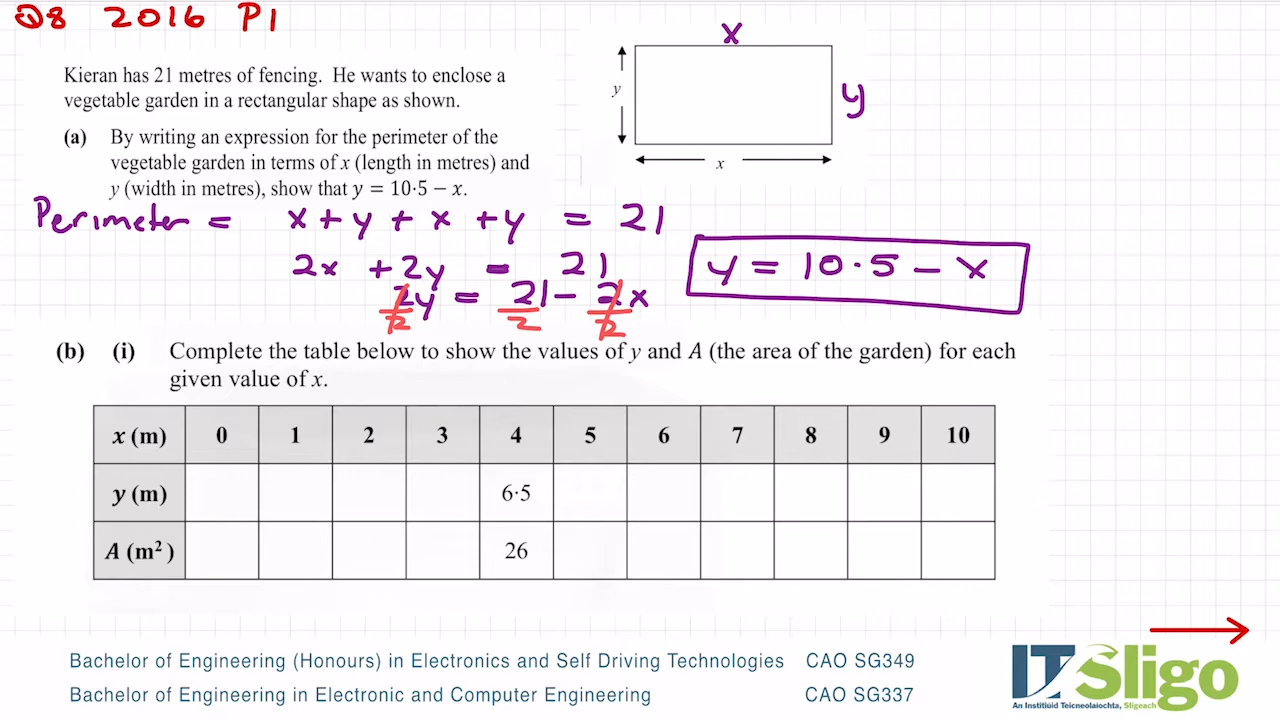 Q8 2016 P1
Kieran has 21 metres of fencing. He wants to enclose a
vegetable garden in a rectangular shape as shown.
(a) By writing an expression for the perimeter of the
vegetable garden in terms of x (length in metres) and
y (width in metres), show that y = 10·5 – x.
x
y
y
x
Perimeter = x + y + x + y = 21
2x + 2y = 21
2y/2 = 21/2 - 2x/2
y = 10.5 - x
(b) (i) Complete the table below to show the values of y and A (the area of the garden) for each
given value of x.
x (m) 0 1 2 3 4 5 6 7 8 9 10
y (m) 6·5
A (m²) 26
Bachelor of Engineering (Honours) in Electronics and Self Driving Technologies CAO SG349
Bachelor of Engineering in Electronic and Computer Engineering CAO SG337
IT Sligo
An Institiúid Teicneolaíochta, Sligeach